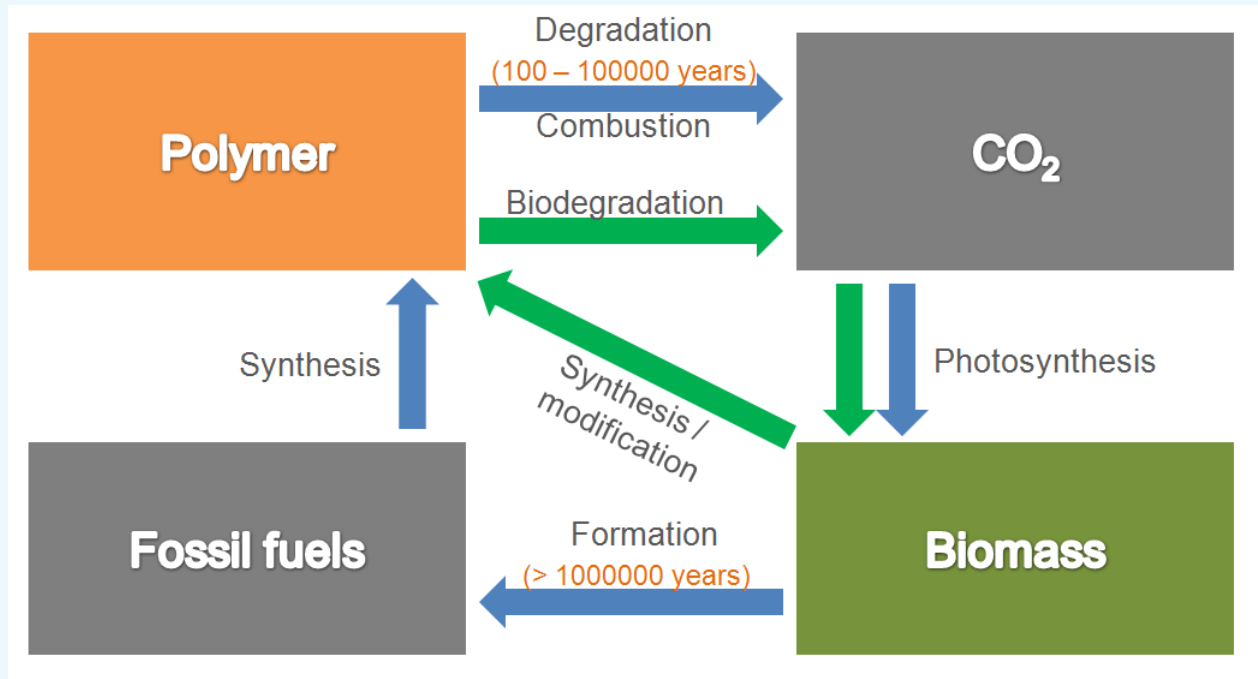 Degradation
(100 – 100000 years)
Combustion
Polymer
CO₂
Biodegradation
Synthesis
Synthesis /
modification
Photosynthesis
Fossil fuels
Formation
(> 1000000 years)
Biomass